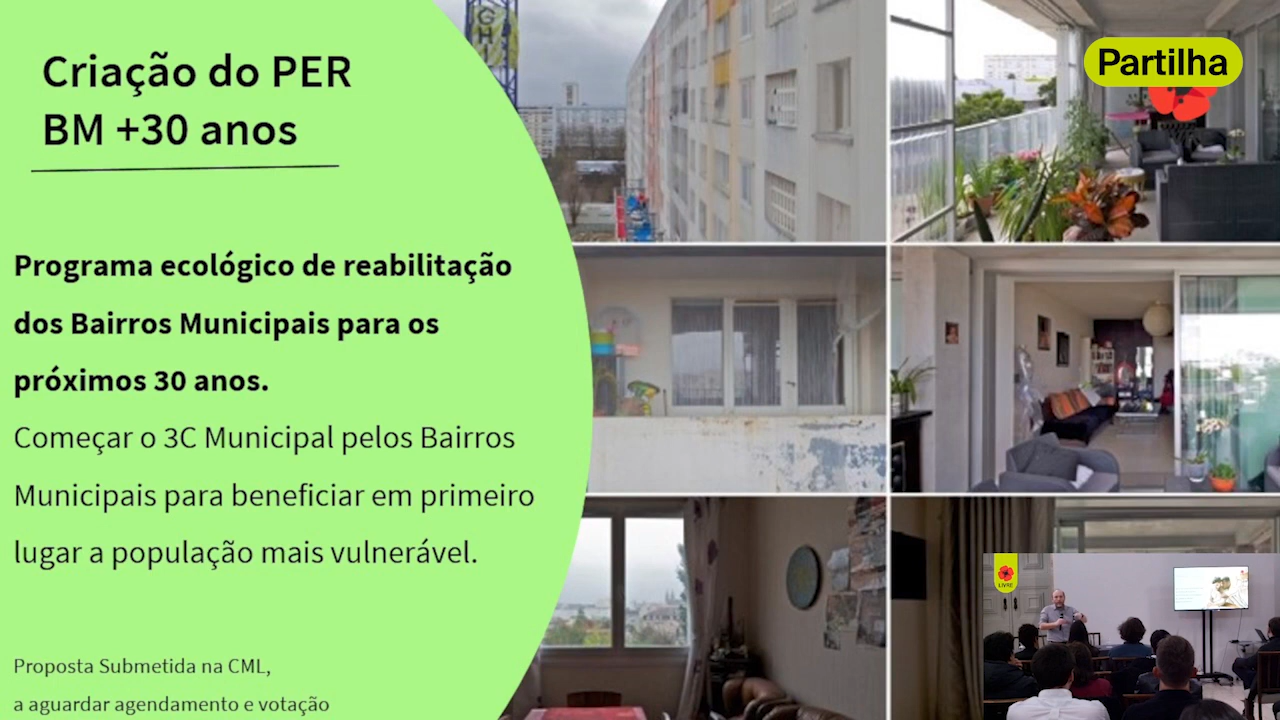 Criação do PER
BM +30 anos
Programa ecológico de reabilitação
dos Bairros Municipais para os
próximos 30 anos.
Começar o 3C Municipal pelos Bairros
Municipais para beneficiar em primeiro
lugar a população mais vulnerável.
Proposta Submetida na CML,
a aguardar agendamento e votação
Partilha
LIVRE